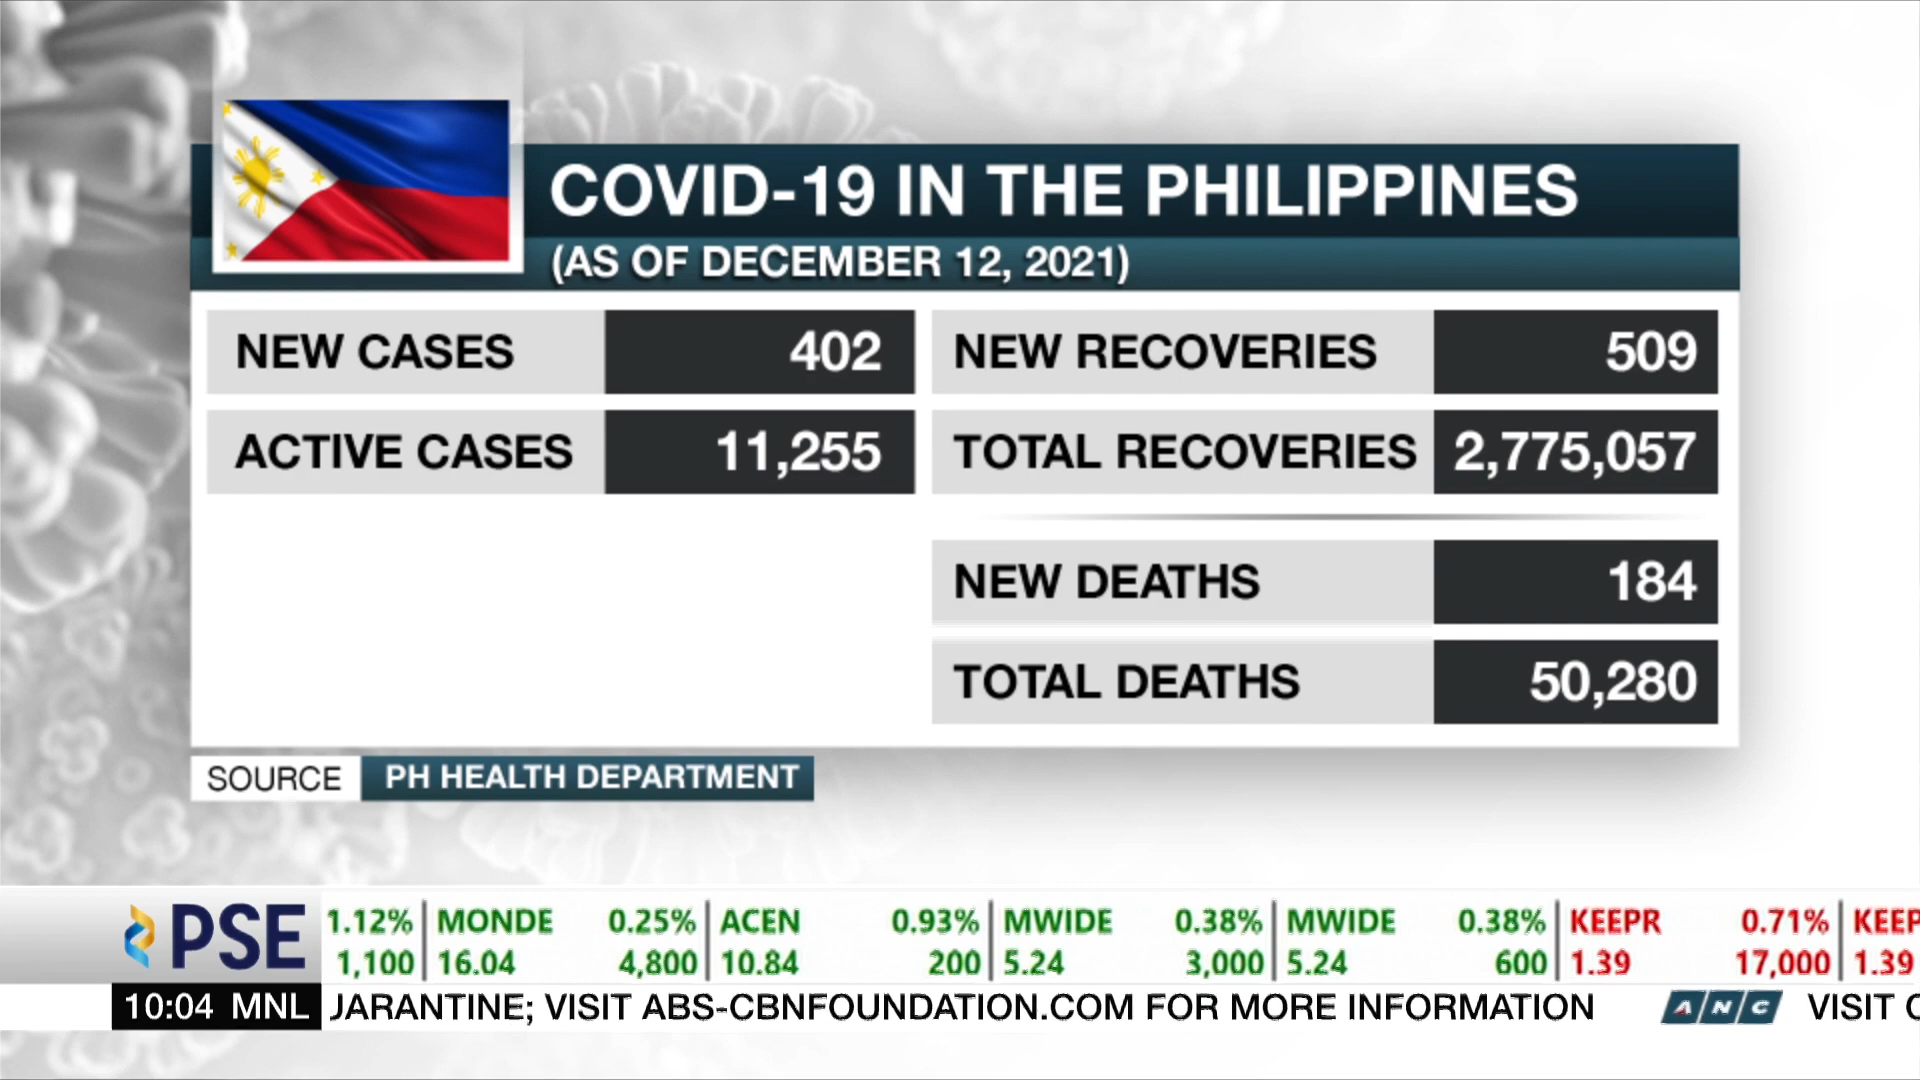 COVID-19 IN THE PHILIPPINES
(AS OF DECEMBER 12, 2021)
NEW CASES 402 NEW RECOVERIES 509
ACTIVE CASES 11,255 TOTAL RECOVERIES 2,775,057
NEW DEATHS 184
TOTAL DEATHS 50,280
SOURCE PH HEALTH DEPARTMENT
PSE 1.12% MONDE 0.25% ACEN 0.93% MWIDE 0.38% MWIDE 0.38% KEEPR 0.71% KEEP
1,100 16.04 4,800 10.84 200 5.24 3,000 5.24 600 1.39 17,000 1.39
10:04 MNL JARANTINE; VISIT ABS-CBNFOUNDATION.COM FOR MORE INFORMATION ANC VISIT